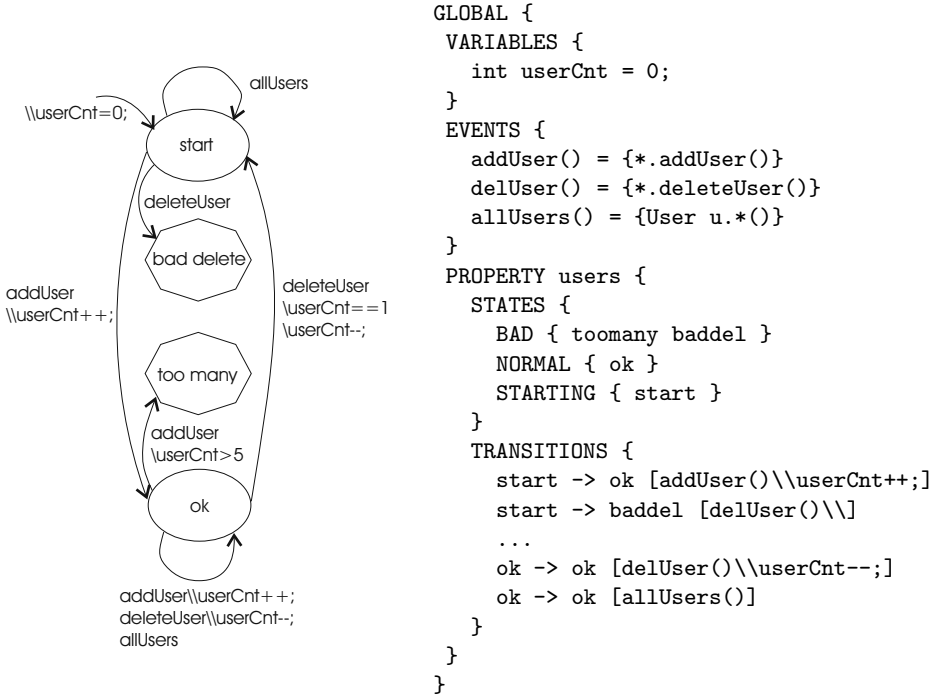 allUsers
\\userCnt=0;
start
deleteUser
bad delete
addUser
\\userCnt++;
deleteUser
\userCnt==1
\userCnt--;
too many
addUser
\userCnt>5
ok
addUser\\userCnt++;
deleteUser\\userCnt--;
allUsers
GLOBAL {
VARIABLES {
int userCnt = 0;
}
EVENTS {
addUser() = {*.addUser()}
delUser() = {*.deleteUser()}
allUsers() = {User u.*()}
}
PROPERTY users {
STATES {
BAD { toomany baddel }
NORMAL { ok }
STARTING { start }
}
TRANSITIONS {
start -> ok [addUser()\\userCnt++;]
start -> baddel [delUser()\\]
...
ok -> ok [delUser()\\userCnt--;]
ok -> ok [allUsers()]
}
}
}